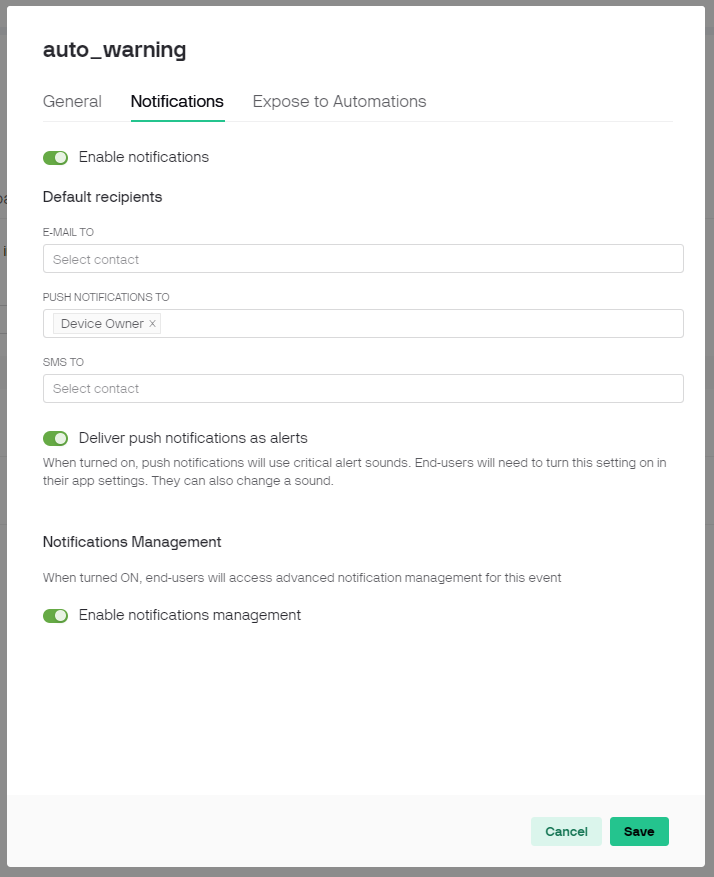 auto_warning
General Notifications Expose to Automations
Enable notifications
Default recipients
E-MAIL TO
Select contact
PUSH NOTIFICATIONS TO
Device Owner x
SMS TO
Select contact
Deliver push notifications as alerts
When turned on, push notifications will use critical alert sounds. End-users will need to turn this setting on in
their app settings. They can also change a sound.
Notifications Management
When turned ON, end-users will access advanced notification management for this event
Enable notifications management
Cancel Save